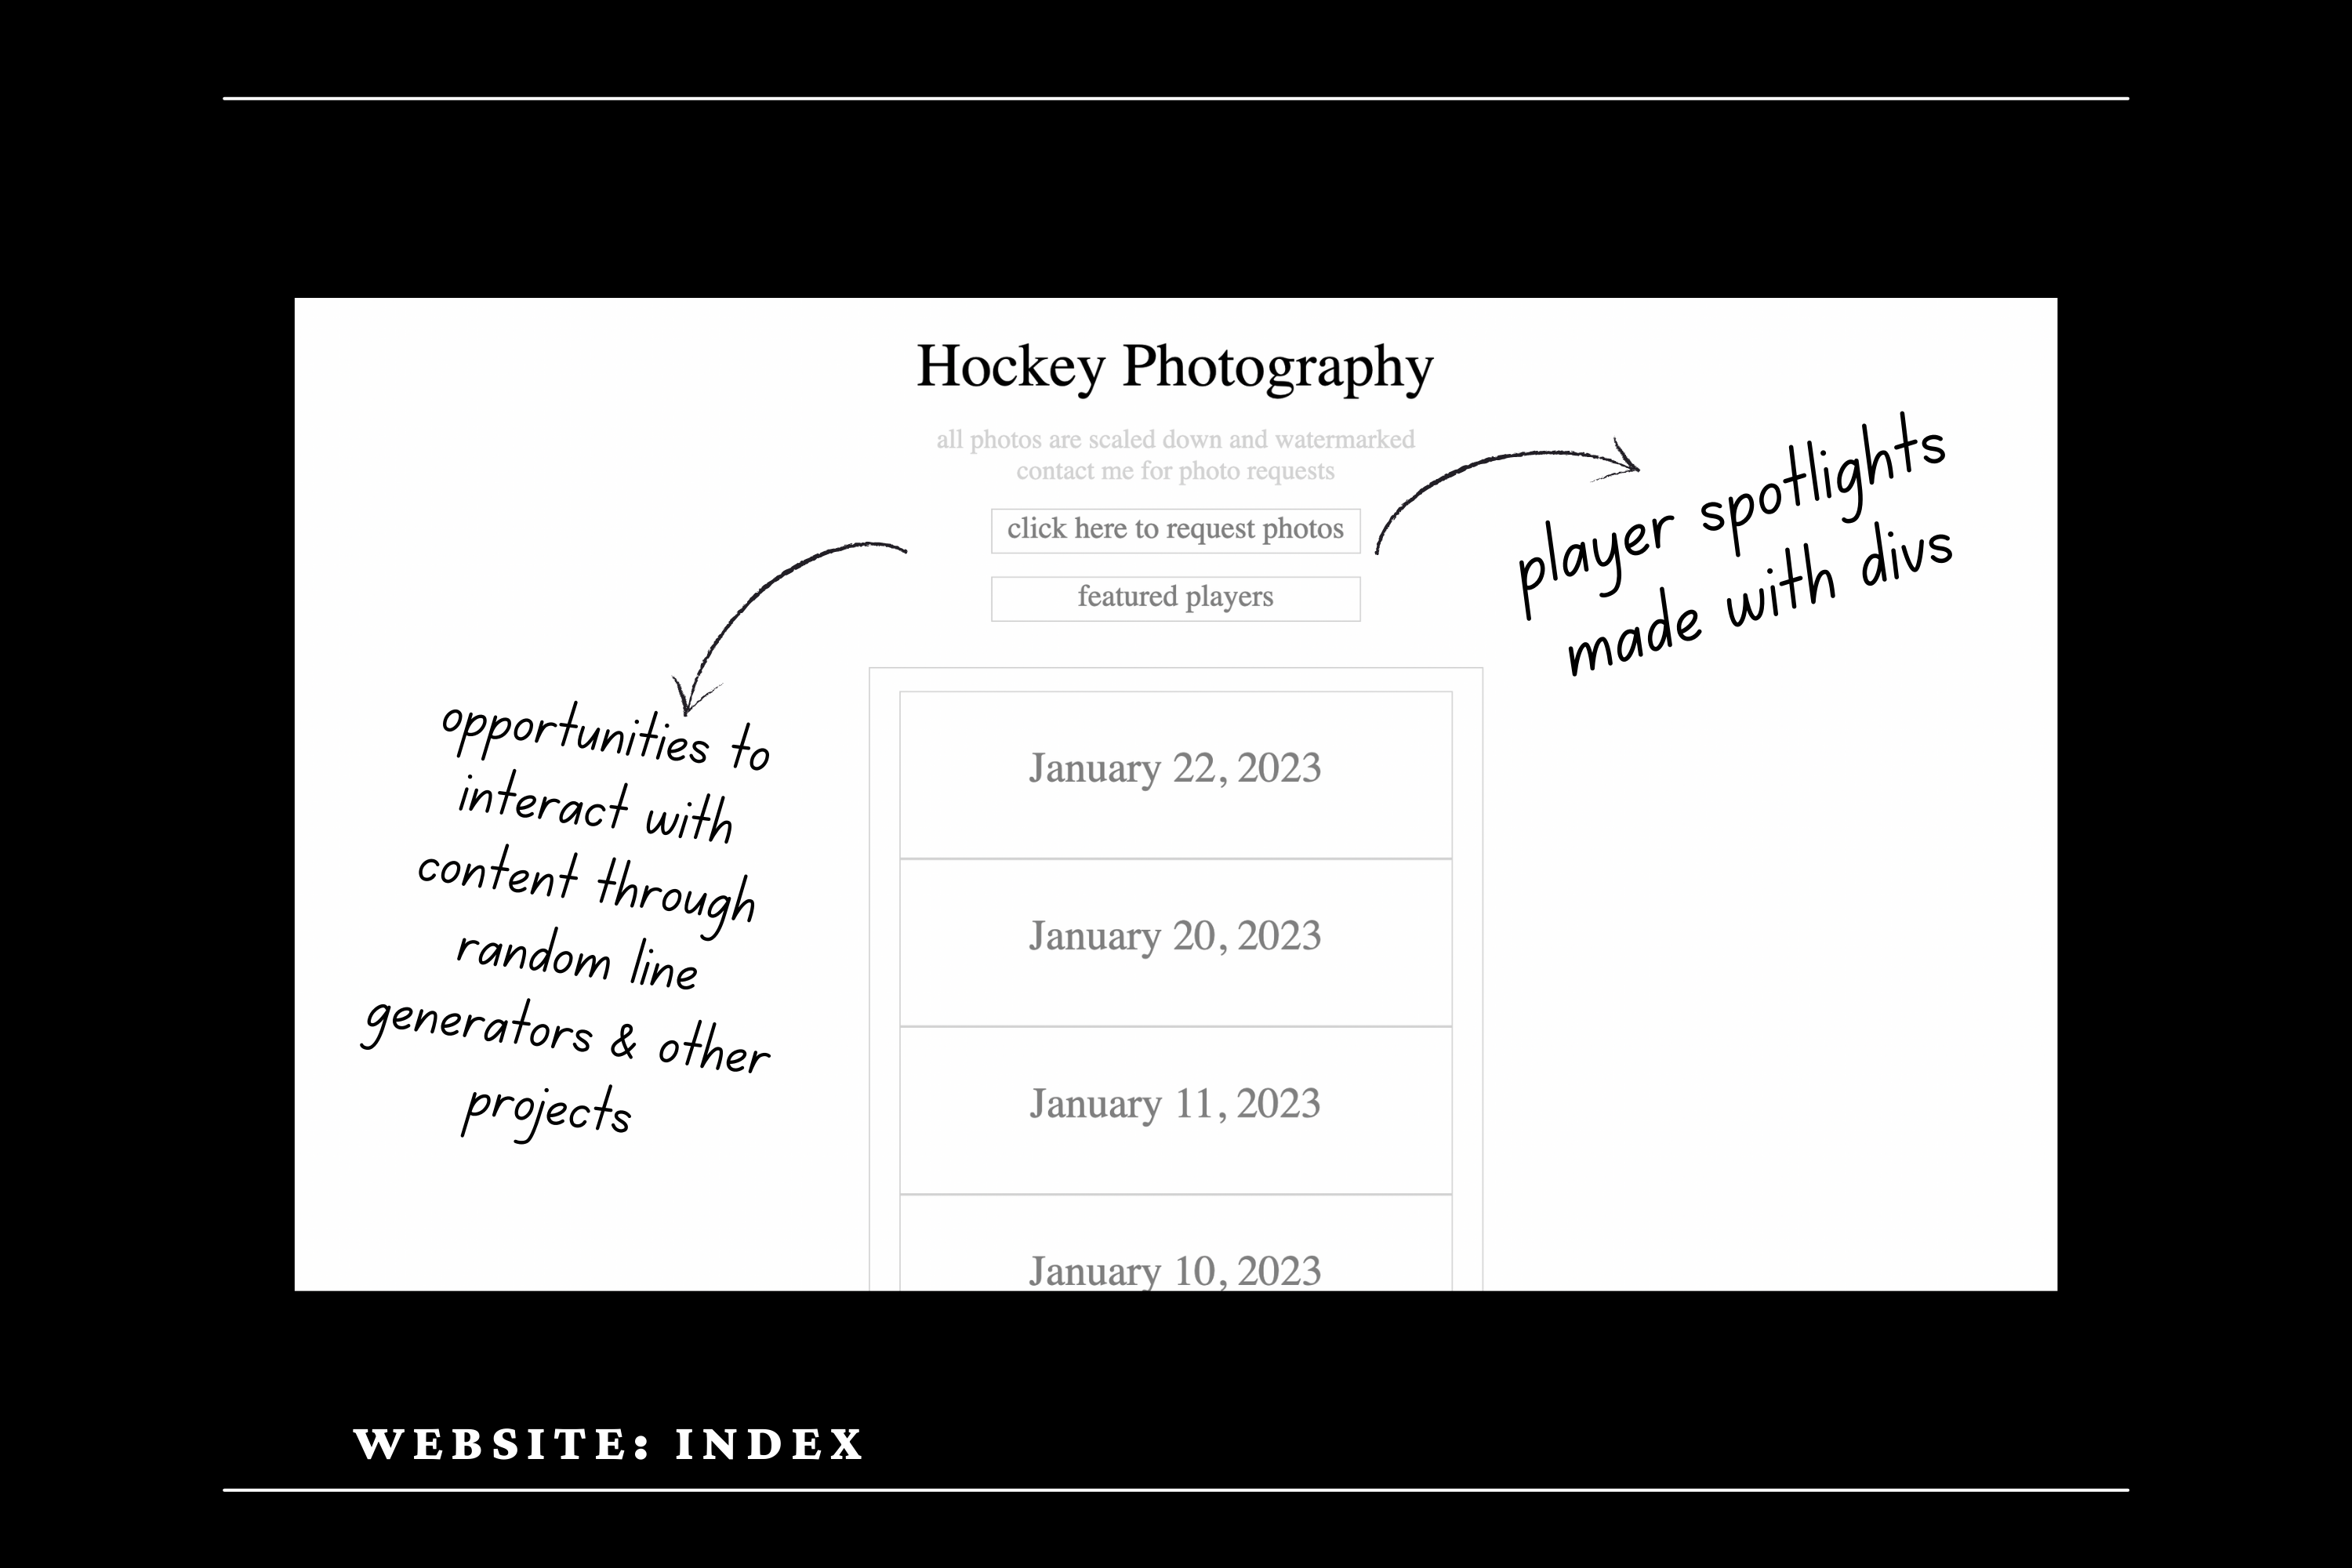 Hockey Photography
all photos are scaled down and watermarked
contact me for photo requests
click here to request photos
featured players
player spotlights
made with divs
opportunities to
interact with
content through
random line
generators & other
projects
January 22, 2023
January 20, 2023
January 11, 2023
January 10, 2023
WEBSITE: INDEX